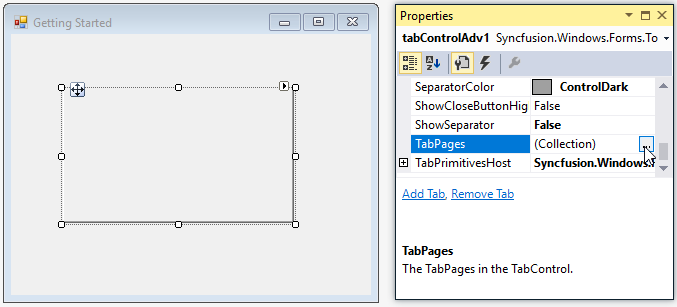 Getting Started
Properties
tabControlAdv1 Syncfusion.Windows.Forms.To
A Z
SeparatorColor ControlDark
ShowCloseButtonHig False
ShowSeparator False
TabPages (Collection) ...
TabPrimitivesHost Syncfusion.Windows.
Add Tab, Remove Tab
TabPages
The TabPages in the TabControl.